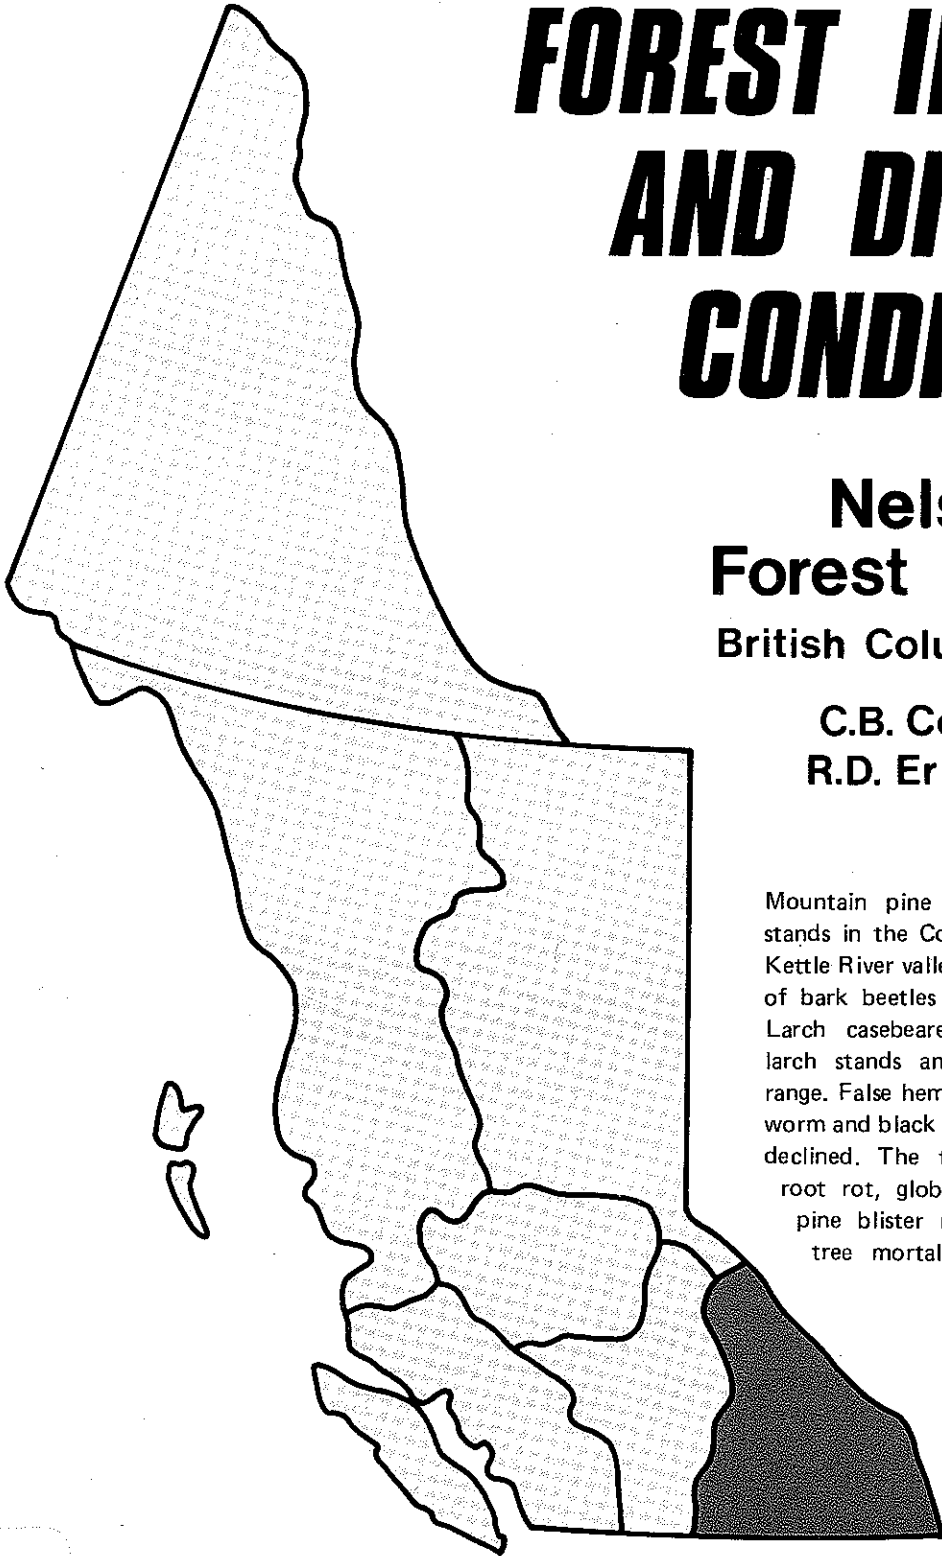 FOREST I
AND DI
CONDI
Nels
Forest
British Colu
C.B. Co
R.D. Er
Mountain pine
stands in the Co
Kettle River valle
of bark beetles
Larch casebeare
larch stands an
range. False hem
worm and black
declined. The t
root rot, glob
pine blister r
tree mortal